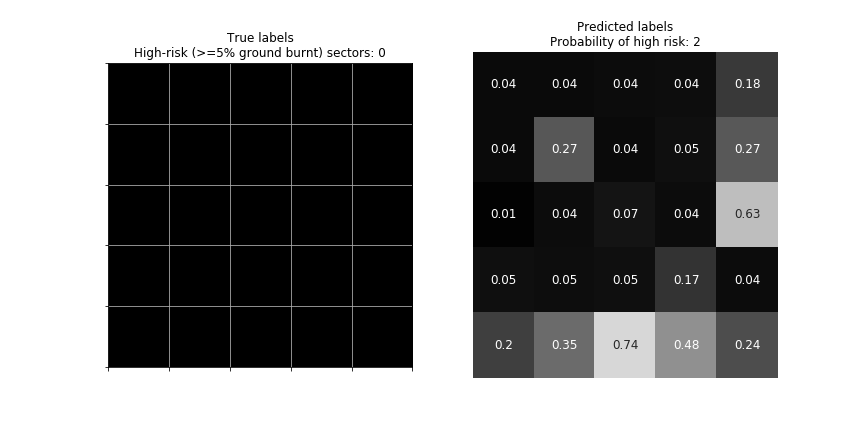 True labels
High-risk (>=5% ground burnt) sectors: 0
Predicted labels
Probability of high risk: 2
0.04 0.04 0.04 0.04 0.18
0.04 0.27 0.04 0.05 0.27
0.01 0.04 0.07 0.04 0.63
0.05 0.05 0.05 0.17 0.04
0.2 0.35 0.74 0.48 0.24